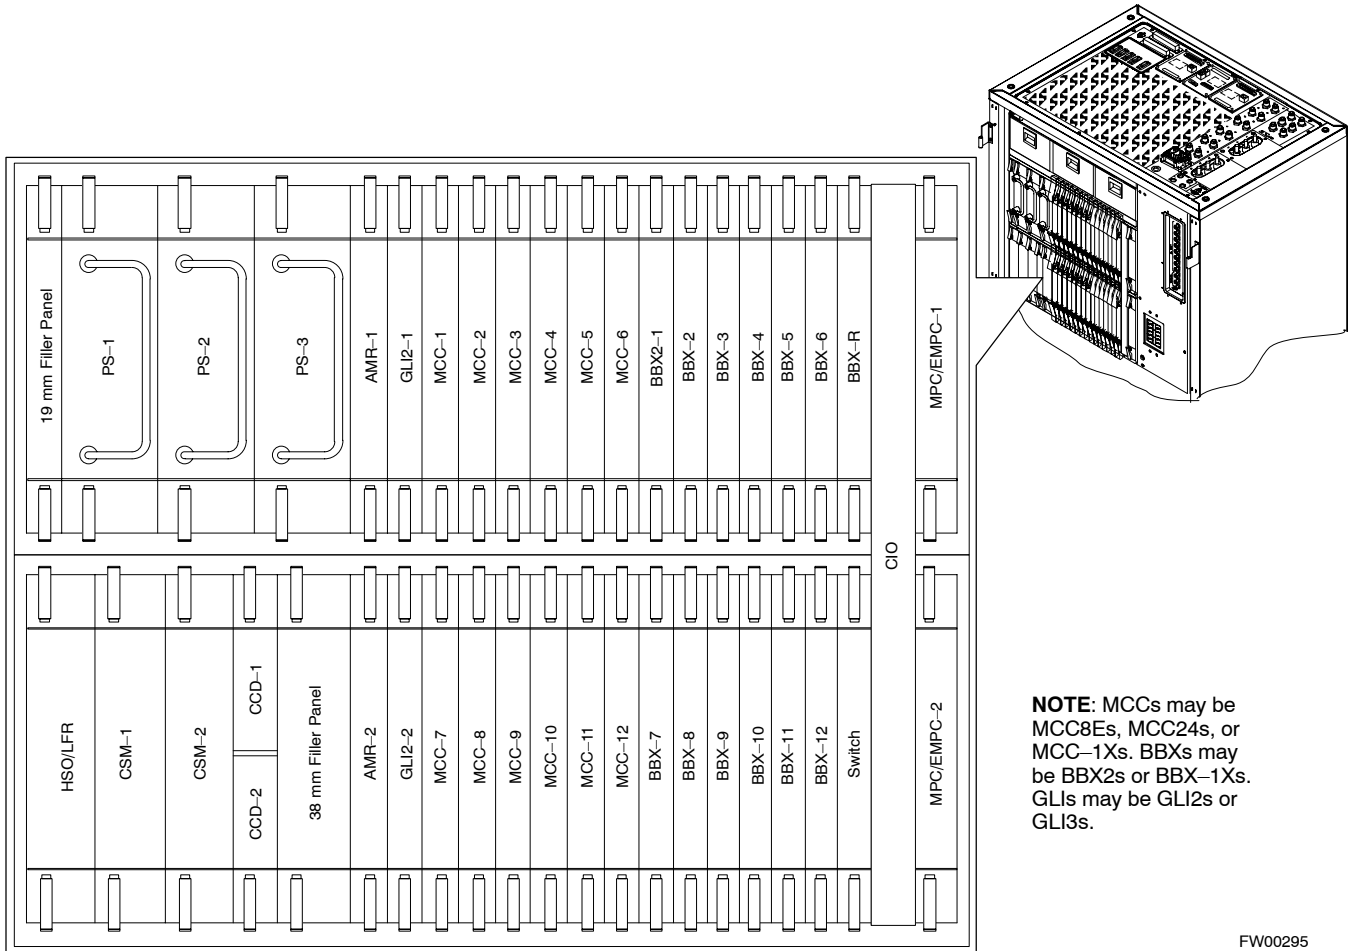 19 mm Filler Panel
PS–1
PS–2
PS–3
AMR–1
GLI2–1
MCC–1
MCC–2
MCC–3
MCC–4
MCC–5
MCC–6
BBX2–1
BBX–2
BBX–3
BBX–4
BBX–5
BBX–6
BBX–R
CIO
MPC/EMPC–1
HSO/LFR
CSM–1
CSM–2
CCD–1
CCD–2
38 mm Filler Panel
AMR–2
GLI2–2
MCC–7
MCC–8
MCC–9
MCC–10
MCC–11
MCC–12
BBX–7
BBX–8
BBX–9
BBX–10
BBX–11
BBX–12
Switch
MPC/EMPC–2
NOTE: MCCs may be
MCC8Es, MCC24s, or
MCC–1Xs. BBXs may
be BBX2s or BBX–1Xs.
GLIs may be GLI2s or
GLI3s.
FW00295